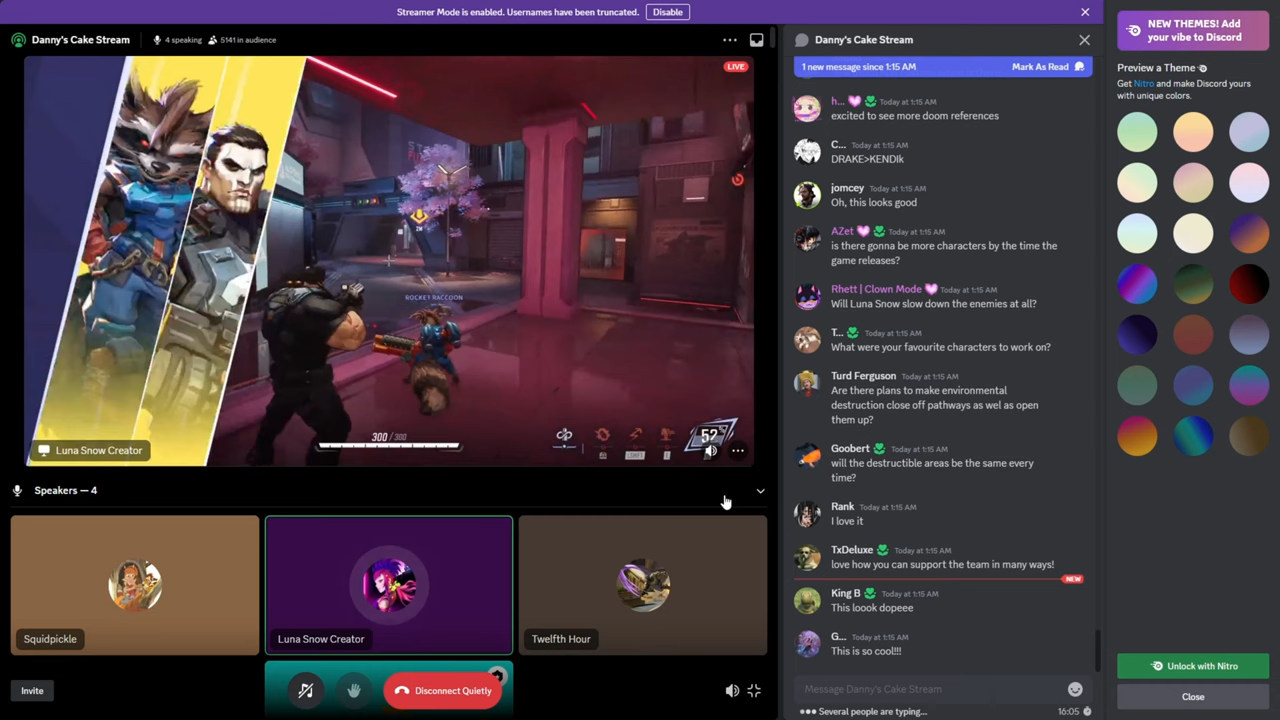 Streamer Mode is enabled. Usernames have been truncated.
Disable
Danny's Cake Stream
4 speaking
5141 in audience
LIVE
ROCKET RACCOON
300 / 300
LSHIFT
52
Luna Snow Creator
Speakers — 4
Squidpickle
Luna Snow Creator
Twelfth Hour
Invite
Disconnect Quietly
Danny's Cake Stream
1 new message since 1:15 AM
Mark As Read
h... Today at 1:15 AM
excited to see more doom references
C... Today at 1:15 AM
DRAKE>KENDIk
jomcey Today at 1:15 AM
Oh, this looks good
AZet Today at 1:15 AM
is there gonna be more characters by the time the
game releases?
Rhett | Clown Mode Today at 1:15 AM
Will Luna Snow slow down the enemies at all?
T... Today at 1:15 AM
What were your favourite characters to work on?
Turd Ferguson Today at 1:15 AM
Are there plans to make environmental
destruction close off pathways as wel as open
them up?
Goobert Today at 1:15 AM
will the destructible areas be the same every
time?
Rank Today at 1:15 AM
I love it
TxDeluxe Today at 1:15 AM
love how you can support the team in many ways!
NEW
King B Today at 1:15 AM
This loook dopeee
G... Today at 1:15 AM
This is so cool!!!
Message Danny's Cake Stream
Several people are typing...
16:05
NEW THEMES! Add
your vibe to Discord
Preview a Theme
Get Nitro and make Discord yours
with unique colors.
Unlock with Nitro
Close